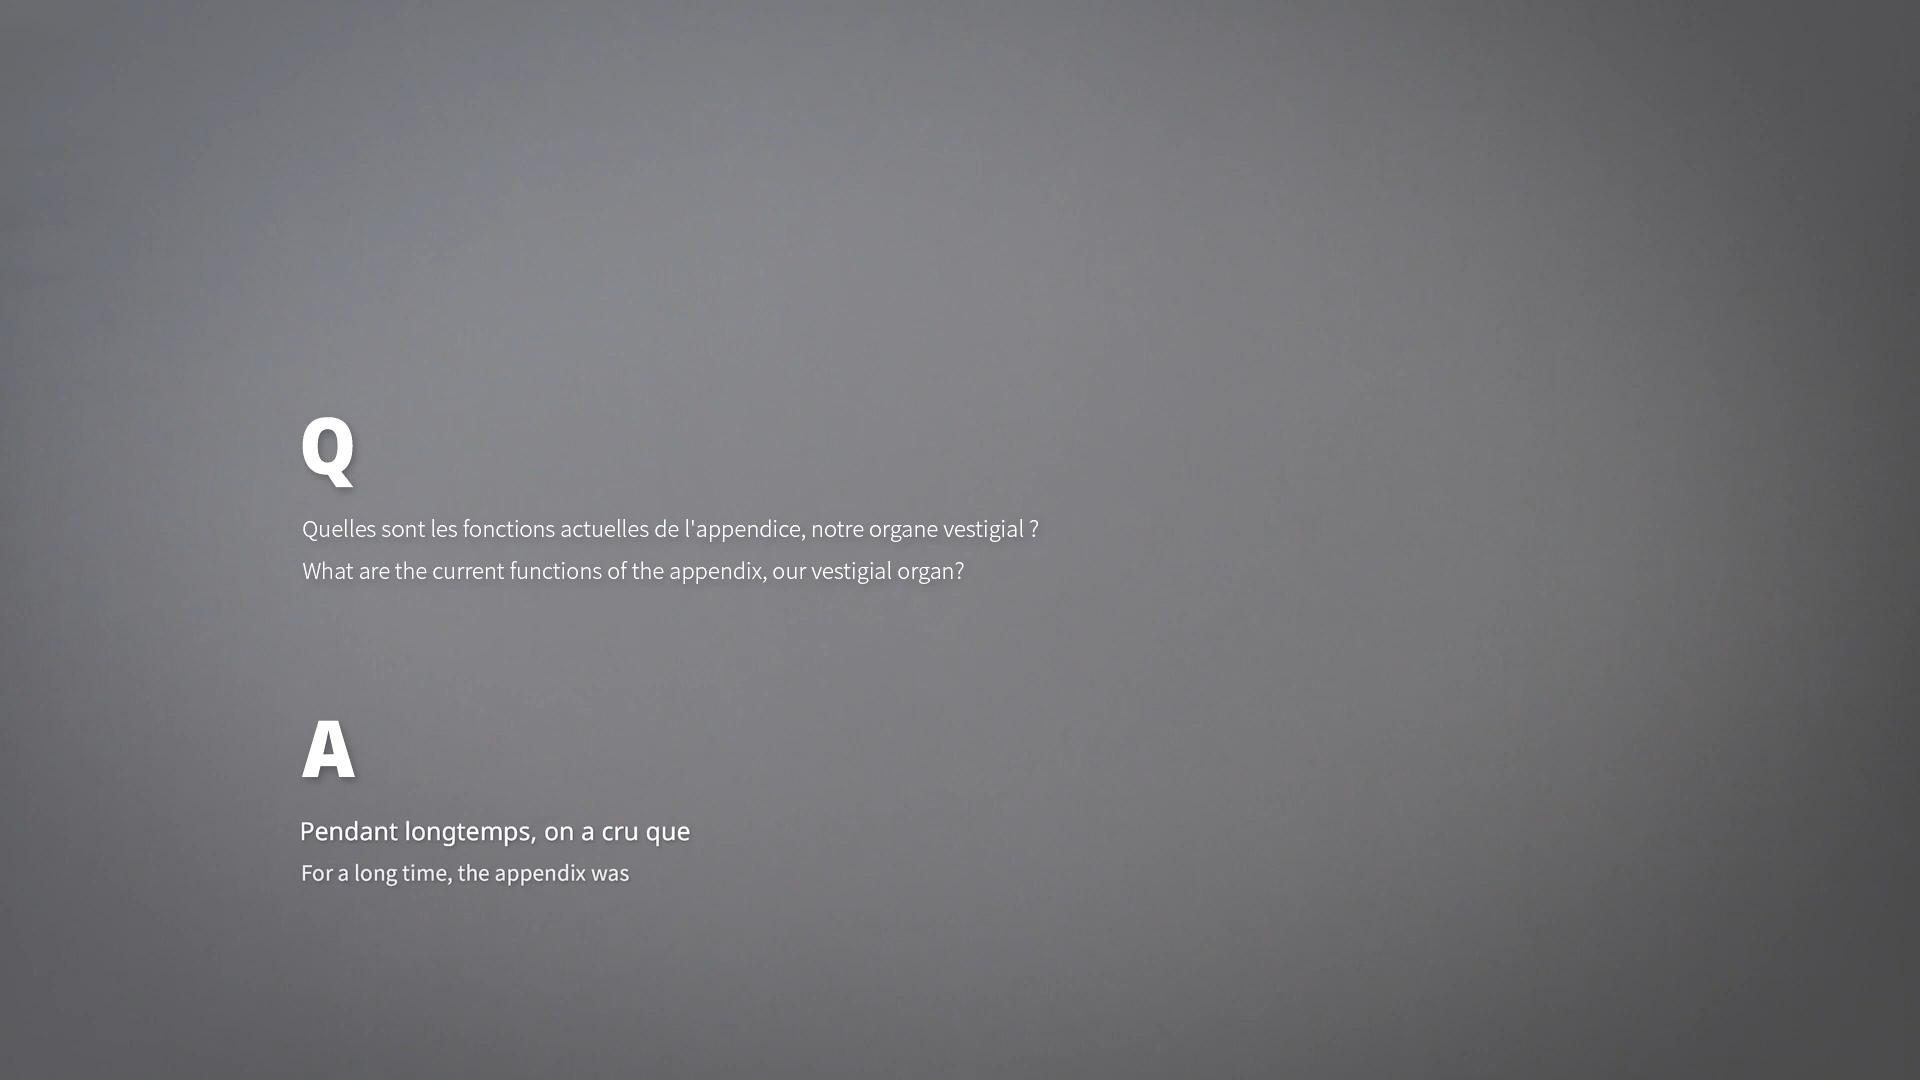 Q
Quelles sont les fonctions actuelles de l'appendice, notre organe vestigial ?
What are the current functions of the appendix, our vestigial organ?
A
Pendant longtemps, on a cru que
For a long time, the appendix was